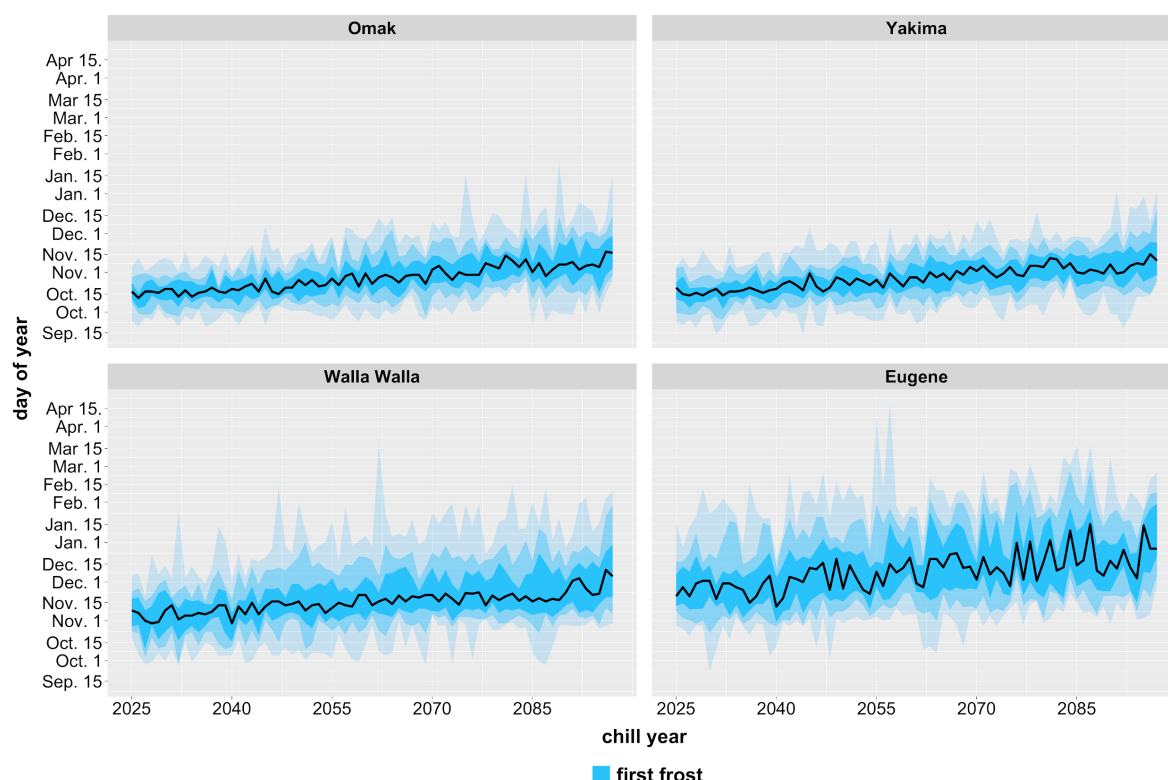 Omak
Yakima
Apr 15.
Apr. 1
Mar 15
Mar. 1
Feb. 15
Feb. 1
Jan. 15
Jan. 1
Dec. 15
Dec. 1
Nov. 15
Nov. 1
Oct. 15
Oct. 1
Sep. 15
day of year
Walla Walla
Eugene
Apr 15.
Apr. 1
Mar 15
Mar. 1
Feb. 15
Feb. 1
Jan. 15
Jan. 1
Dec. 15
Dec. 1
Nov. 15
Nov. 1
Oct. 15
Oct. 1
Sep. 15
2025 2040 2055 2070 2085 2025 2040 2055 2070 2085
chill year
first frost